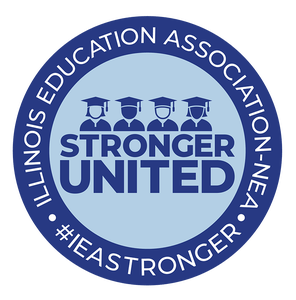 • ILLINOIS EDUCATION ASSOCIATION-NEA •
STRONGER
UNITED
#IEASTRONGER